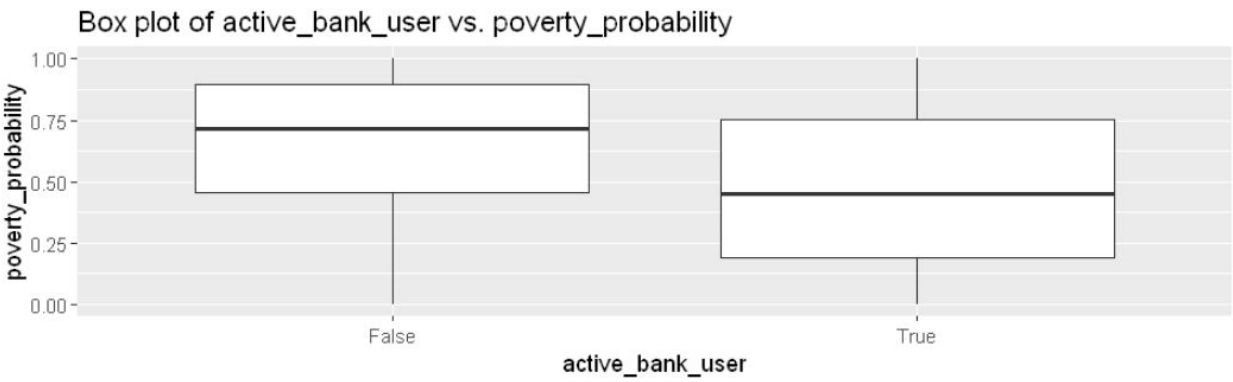 Box plot of active_bank_user vs. poverty_probability
poverty_probability
1.00
0.75
0.50
0.25
0.00
False
True
active_bank_user